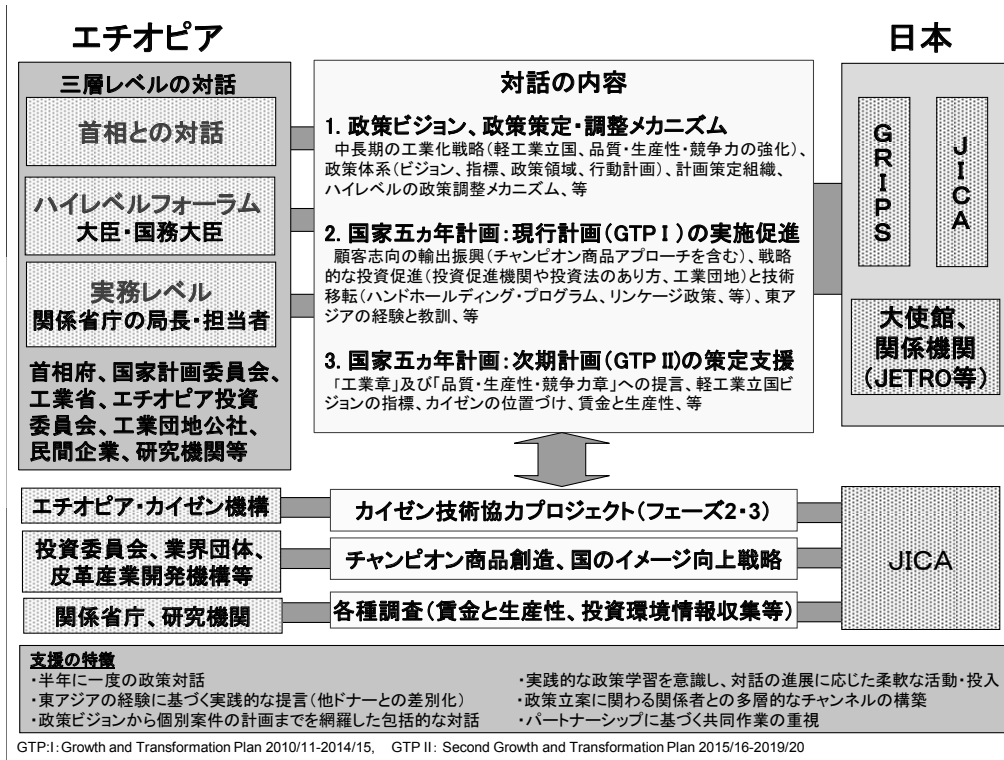 エチオピア
三層レベルの対話
首相との対話
ハイレベルフォーラム
大臣・国務大臣
実務レベル
関係省庁の局長・担当者
首相府、国家計画委員会、
工業省、エチオピア投資
委員会、工業団地公社、
民間企業、研究機関等
対話の内容
1. 政策ビジョン、政策策定・調整メカニズム
中長期の工業化戦略(軽工業立国、品質・生産性・競争力の強化)、
政策体系(ビジョン、指標、政策領域、行動計画)、計画策定組織、
ハイレベルの政策調整メカニズム、等
2. 国家五ヵ年計画：現行計画(GTPⅠ)の実施促進
顧客志向の輸出振興(チャンピオン商品アプローチを含む)、戦略
的な投資促進(投資促進機関や投資法のあり方、工業団地)と技術
移転(ハンドホールディング・プログラム、リンケージ政策、等)、東ア
ジアの経験と教訓、等
3. 国家五ヵ年計画：次期計画(GTPⅡ)の策定支援
「工業章」及び「品質・生産性・競争力章」への提言、軽工業立国ビ
ジョンの指標、カイゼンの位置づけ、賃金と生産性、等
日本
GRIPS
JICA
大使館、
関係機関
(JETRO等)
エチオピア・カイゼン機構
カイゼン技術協力プロジェクト(フェーズ2・3)
投資委員会、業界団体、
皮革産業開発機構等
チャンピオン商品創造、国のイメージ向上戦略
関係省庁、研究機関
各種調査(賃金と生産性、投資環境情報収集等)
JICA
支援の特徴
・半年に一度の政策対話
・東アジアの経験に基づく実践的な提言(他ドナーとの差別化)
・政策ビジョンから個別案件の計画までを網羅した包括的な対話
・実践的な政策学習を意識し、対話の進展に応じた柔軟な活動・投入
・政策立案に関わる関係者との多層的なチャンネルの構築
・パートナーシップに基づく共同作業の重視
GTP:I: Growth and Transformation Plan 2010/11-2014/15, GTP II: Second Growth and Transformation Plan 2015/16-2019/20